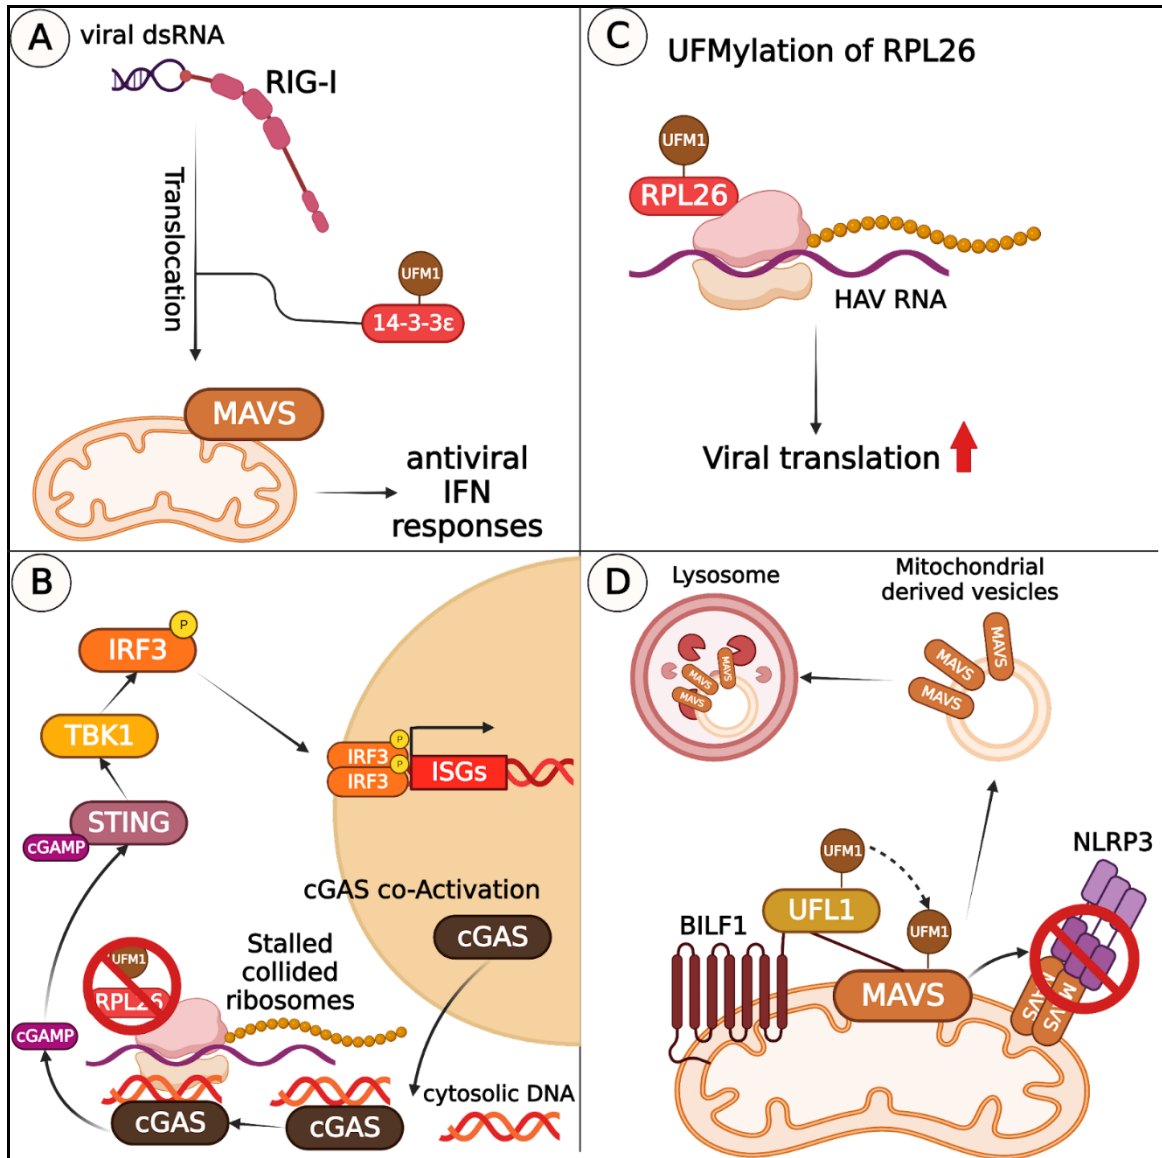 A
viral dsRNA
RIG-I
Translocation
UFM1
14-3-3ε
MAVS
antiviral
IFN
responses
C
UFMylation of RPL26
UFM1
RPL26
HAV RNA
Viral translation
B
P
IRF3
TBK1
STING
cGAMP
P
IRF3
P
IRF3
ISGs
cGAS co-Activation
cGAS
Stalled
collided
ribosomes
UFM1
RPL26
cGAMP
cytosolic DNA
cGAS
cGAS
D
Lysosome
Mitochondrial
derived vesicles
MAVS
MAVS
MAVS
MAVS
MAVS
MAVS
NLRP3
UFM1
UFL1
BILF1
UFM1
MAVS
MAVS
MAVS